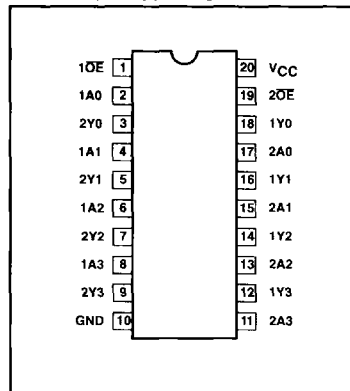 1O̅E̅ 1 20 VCC
1A0 2 19 2O̅E̅
2Y0 3 18 1Y0
1A1 4 17 2A0
2Y1 5 16 1Y1
1A2 6 15 2A1
2Y2 7 14 1Y2
1A3 8 13 2A2
2Y3 9 12 1Y3
GND 10 11 2A3